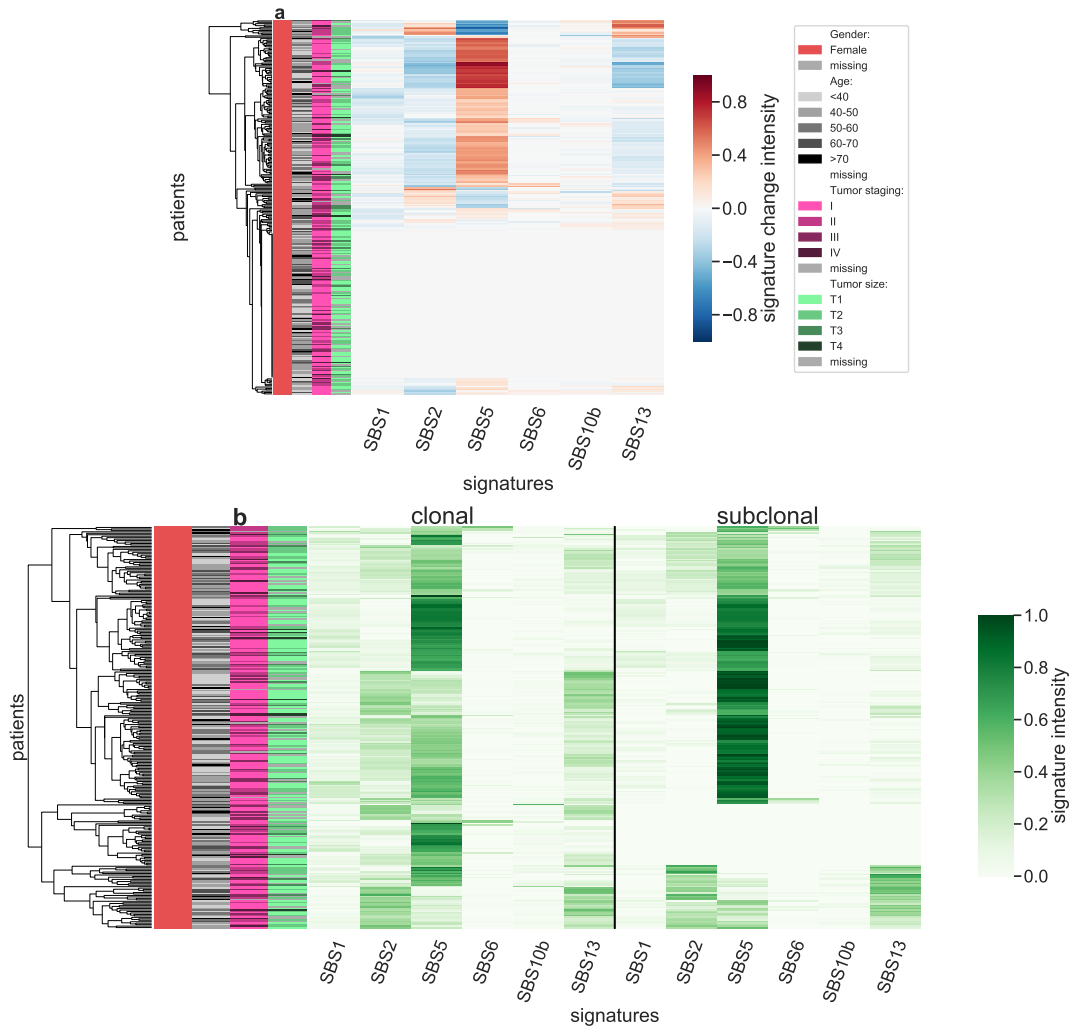 a
patients
SBS1
SBS2
SBS5
SBS6
SBS10b
SBS13
signatures
0.8
0.4
0.0
−0.4
−0.8
signature change intensity
Gender:
Female
missing
Age:
<40
40-50
50-60
60-70
>70
missing
Tumor staging:
I
II
III
IV
missing
Tumor size:
T1
T2
T3
T4
missing
b
clonal
subclonal
patients
SBS1
SBS2
SBS5
SBS6
SBS10b
SBS13
SBS1
SBS2
SBS5
SBS6
SBS10b
SBS13
signatures
1.0
0.8
0.6
0.4
0.2
0.0
signature intensity